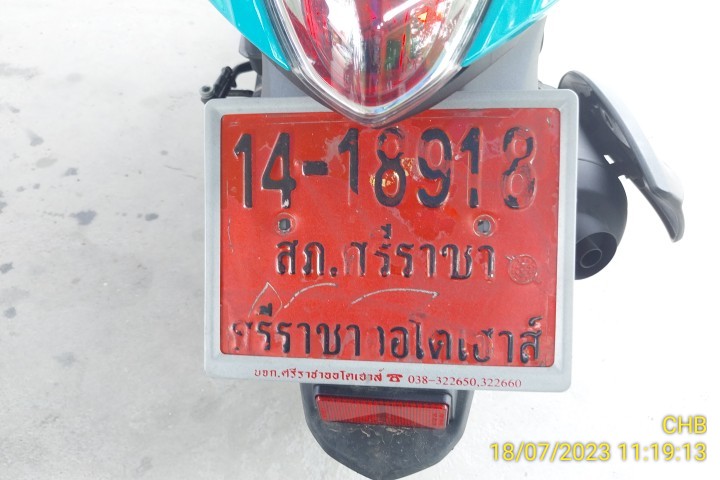 14-18918
สภ.ศรีราชา
ศรีราชา าอโตเฮาส์
บจก.ศรีราชาออโตเฮาส์ ☎ 038-322650,322660
CHB
18/07/2023 11:19:13